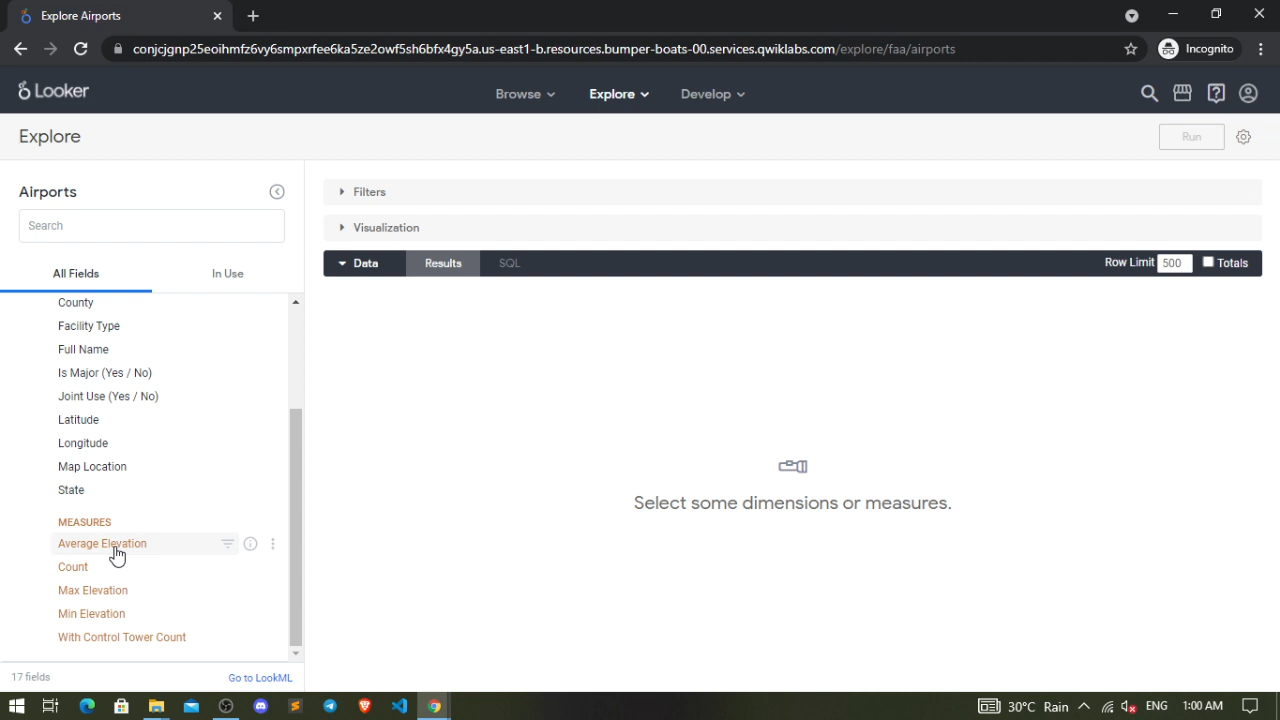 Explore Airports
conjcjgnp25eoihmfz6vy6smpxrfee6ka5ze2owf5sh6bfx4gy5a.us-east1-b.resources.bumper-boats-00.services.qwiklabs.com/explore/faa/airports
Incognito
Looker
Browse
Explore
Develop
Explore
Run
Airports
Search
All Fields
In Use
County
Facility Type
Full Name
Is Major (Yes / No)
Joint Use (Yes / No)
Latitude
Longitude
Map Location
State
MEASURES
Average Elevation
Count
Max Elevation
Min Elevation
With Control Tower Count
17 fields
Go to LookML
Filters
Visualization
Data
Results
SQL
Row Limit 500
Totals
Select some dimensions or measures.
30°C Rain
ENG
1:00 AM